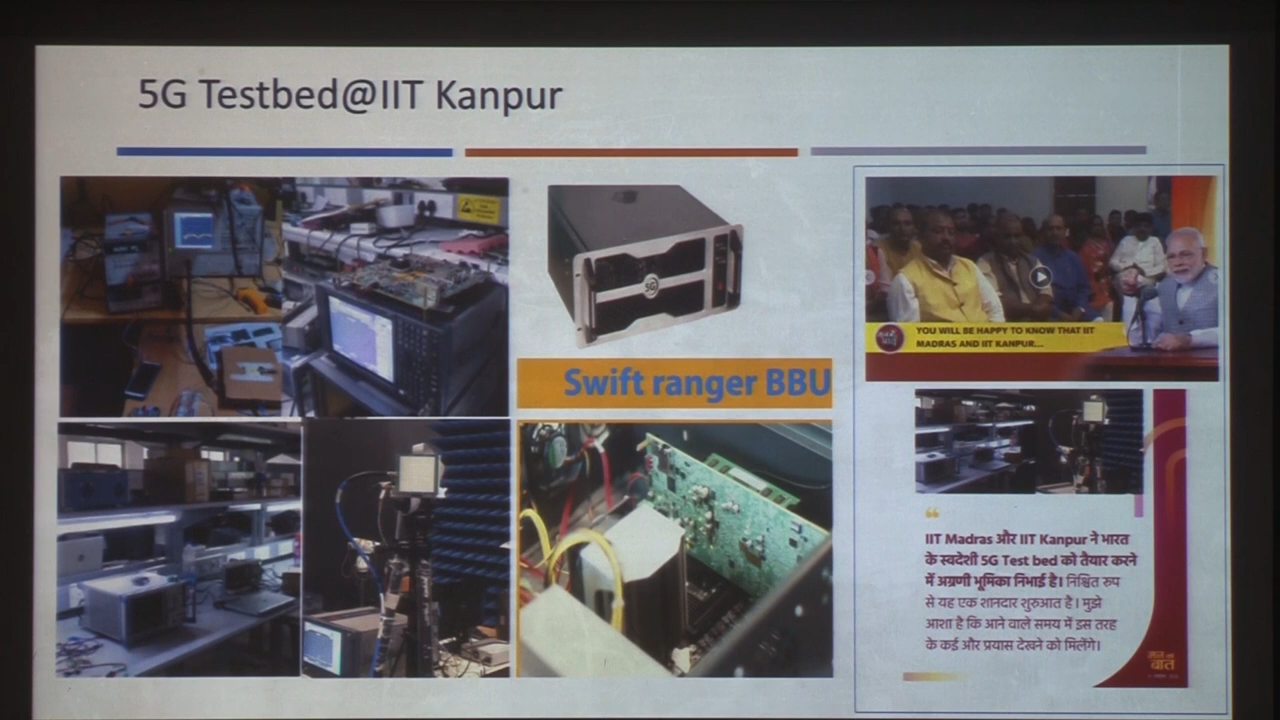 5G Testbed@IIT Kanpur
5G
Swift ranger BBU
YOU WILL BE HAPPY TO KNOW THAT IIT
MADRAS AND IIT KANPUR...
“
IIT Madras और IIT Kanpur ने भारत
के स्वदेशी 5G Test bed को तैयार करने
में अग्रणी भूमिका निभाई है। निश्चित रुप
से यह एक शानदार शुरुआत है। मुझे
आशा है कि आने वाले समय में इस तरह
के कई और प्रयास देखने को मिलेंगे।
मन की
बात